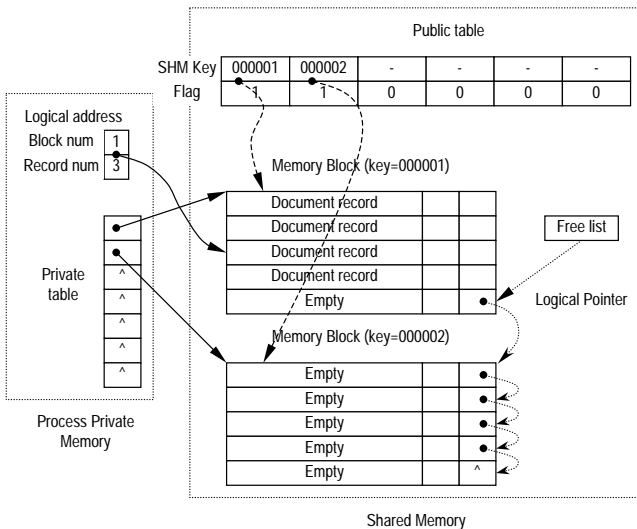 Public table
SHM Key 000001 000002 - - - -
Flag 1 1 0 0 0 0
Logical address
Block num 1
Record num 3
Memory Block (key=000001)
Document record
Document record
Document record
Document record
Empty
Free list
Logical Pointer
Private
table
^
^
^
^
^
Memory Block (key=000002)
Empty
Empty
Empty
Empty
Empty ^
Process Private
Memory
Shared Memory